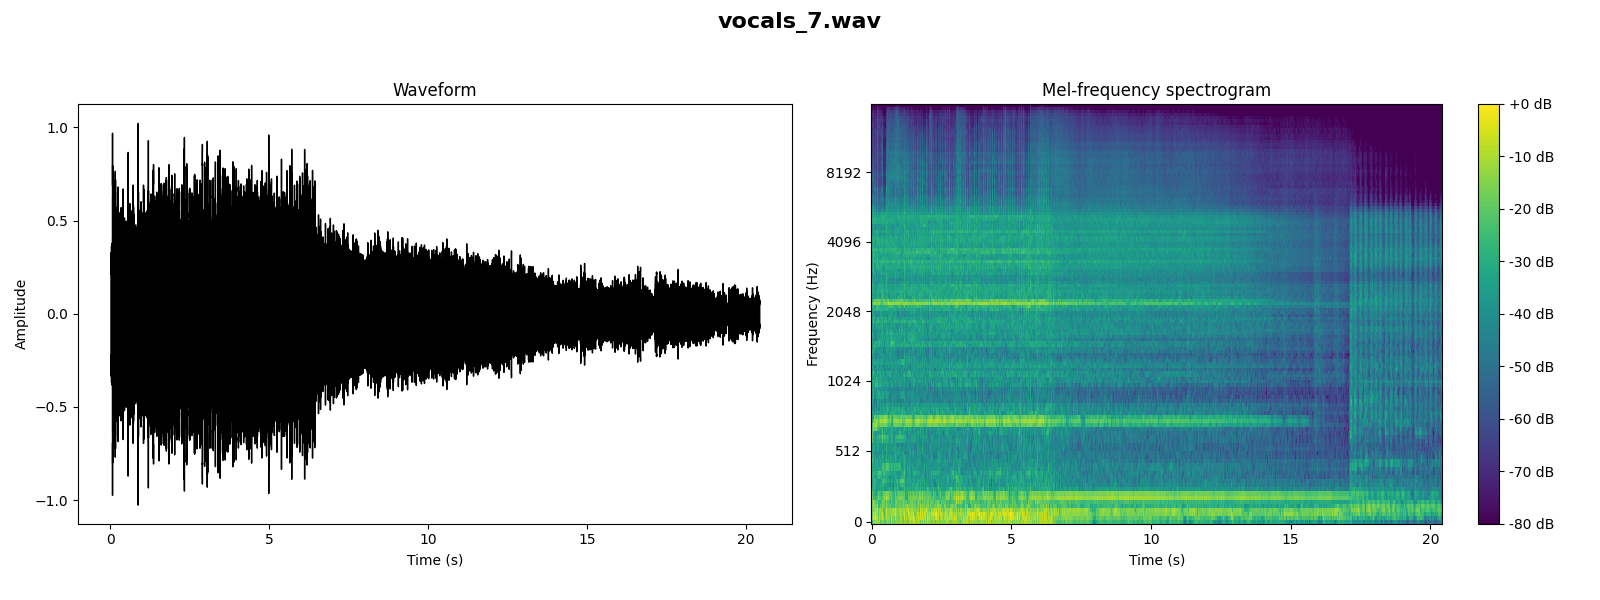 vocals_7.wav
Waveform
Mel-frequency spectrogram
1.0
0.5
0.0
−0.5
−1.0
Amplitude
0 5 10 15 20
Time (s)
8192
4096
2048
1024
512
0
Frequency (Hz)
0 5 10 15 20
Time (s)
+0 dB
-10 dB
-20 dB
-30 dB
-40 dB
-50 dB
-60 dB
-70 dB
-80 dB